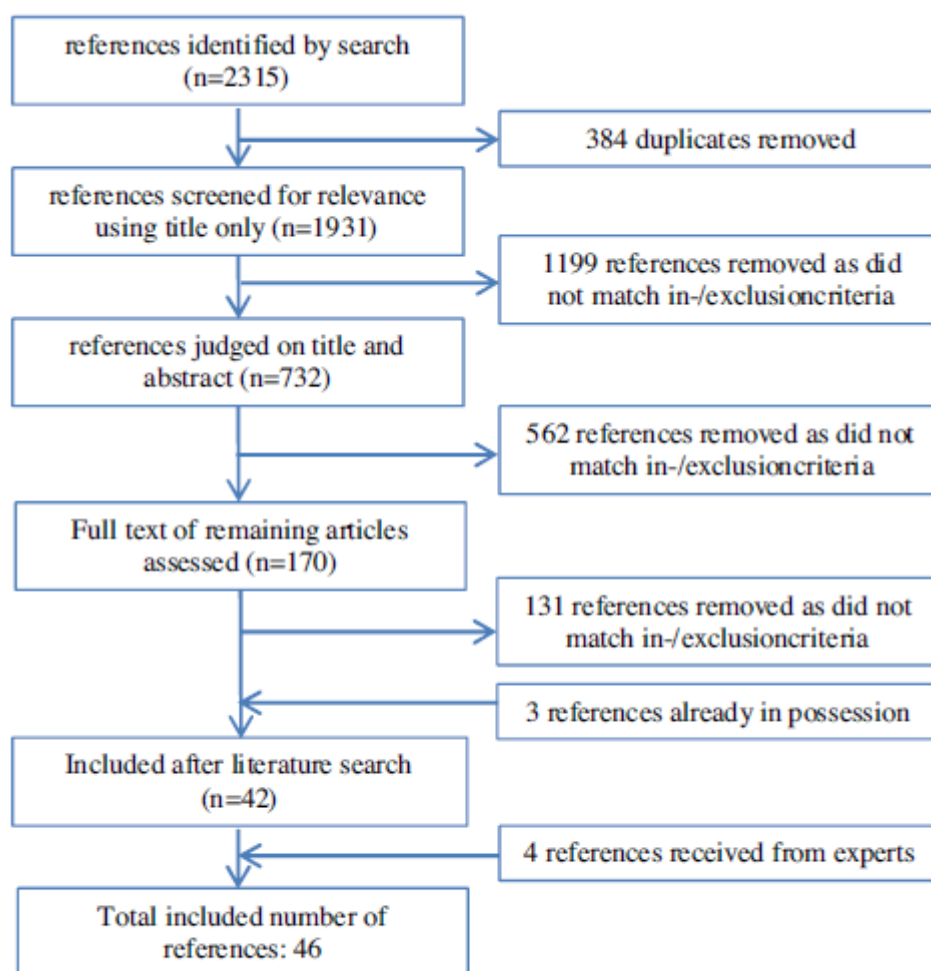 references identified by search
(n=2315)
384 duplicates removed
references screened for relevance
using title only (n=1931)
1199 references removed as did
not match in-/exclusioncriteria
references judged on title and
abstract (n=732)
562 references removed as did not
match in-/exclusioncriteria
Full text of remaining articles
assessed (n=170)
131 references removed as did not
match in-/exclusioncriteria
3 references already in possession
Included after literature search
(n=42)
4 references received from experts
Total included number of
references: 46